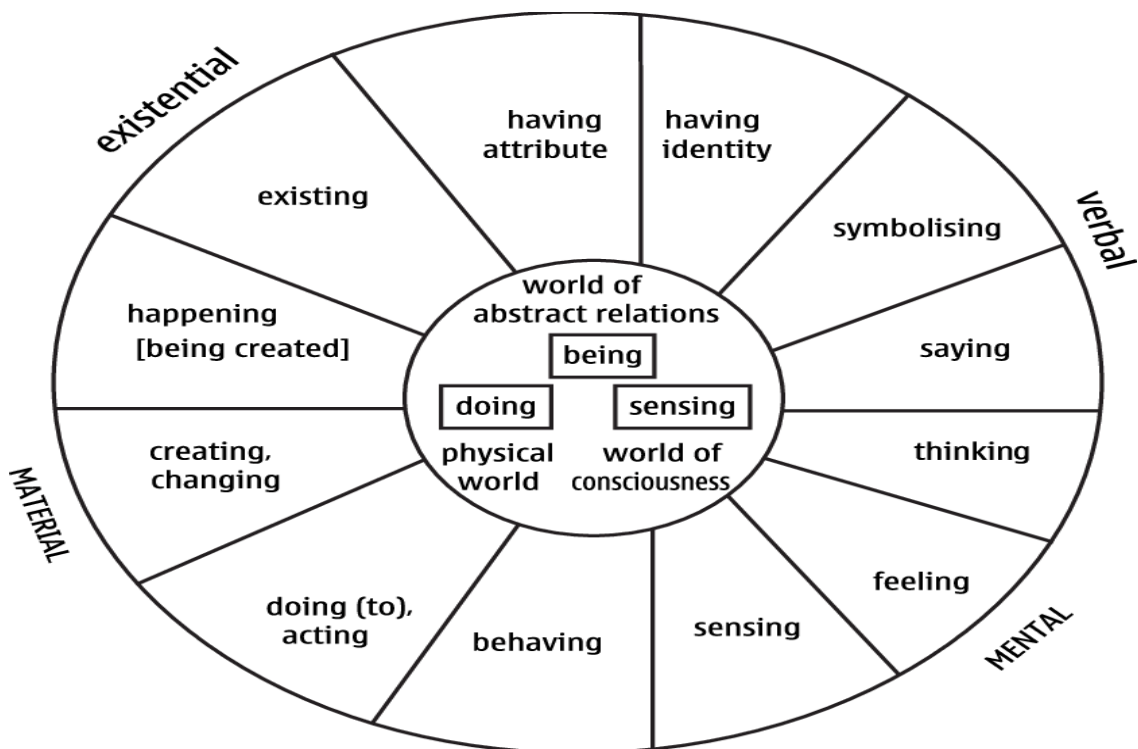 existential
having
attribute
having
identity
existing
symbolising
verbal
happening
[being created]
world of
abstract relations
being
doing
sensing
physical
world
world of
consciousness
saying
thinking
creating,
changing
MATERIAL
doing (to),
acting
behaving
sensing
feeling
MENTAL